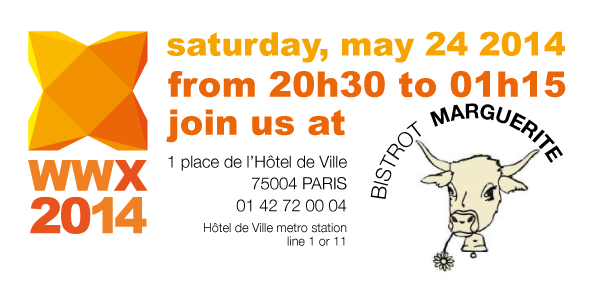 saturday, may 24 2014
from 20h30 to 01h15
join us at
WWX
2014
1 place de l'Hôtel de Ville
75004 PARIS
01 42 72 00 04
Hôtel de Ville metro station
line 1 or 11
BISTROT MARGUERITE